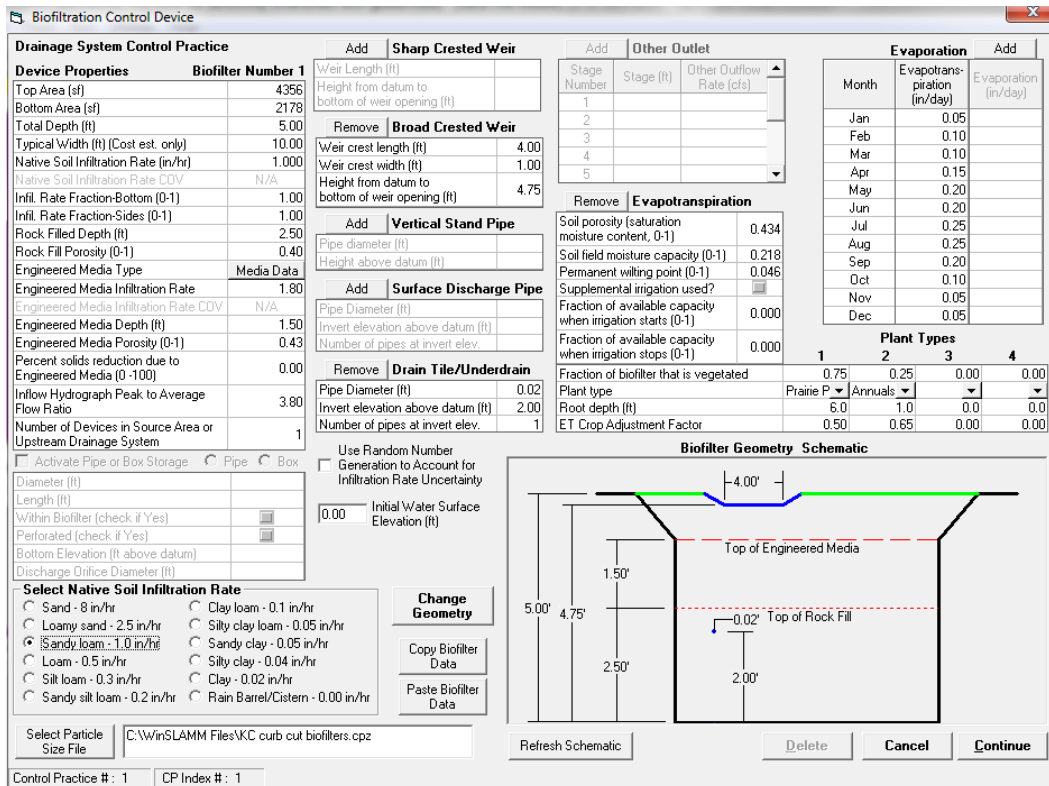 Biofiltration Control Device
Drainage System Control Practice
Device Properties Biofilter Number 1
Top Area (sf) 4356
Bottom Area (sf) 2178
Total Depth (ft) 5.00
Typical Width (ft) (Cost est. only) 10.00
Native Soil Infiltration Rate (in/hr) 1.000
Native Soil Infiltration Rate COV N/A
Infil. Rate Fraction-Bottom (0-1) 1.00
Infil. Rate Fraction-Sides (0-1) 1.00
Rock Filled Depth (ft) 2.50
Rock Fill Porosity (0-1) 0.40
Engineered Media Type Media Data
Engineered Media Infiltration Rate 1.80
Engineered Media Infiltration Rate COV N/A
Engineered Media Depth (ft) 1.50
Engineered Media Porosity (0-1) 0.43
Percent solids reduction due to
Engineered Media (0 -100) 0.00
Inflow Hydrograph Peak to Average
Flow Ratio 3.80
Number of Devices in Source Area or
Upstream Drainage System 1
Activate Pipe or Box Storage Pipe Box
Diameter (ft)
Length (ft)
Within Biofilter (check if Yes)
Perforated (check if Yes)
Bottom Elevation (ft above datum)
Discharge Orifice Diameter (ft)
Select Native Soil Infiltration Rate
Sand - 8 in/hr Clay loam - 0.1 in/hr
Loamy sand - 2.5 in/hr Silty clay loam - 0.05 in/hr
Sandy loam - 1.0 in/hr Sandy clay - 0.05 in/hr
Loam - 0.5 in/hr Silty clay - 0.04 in/hr
Silt loam - 0.3 in/hr Clay - 0.02 in/hr
Sandy silt loam - 0.2 in/hr Rain Barrel/Cistern - 0.00 in/hr
Select Particle
Size File
C:\WinSLAMM Files\KC curb cut biofilters.cpz
Control Practice # : 1 CP Index # : 1
Add Sharp Crested Weir
Weir Length (ft)
Height from datum to
bottom of weir opening (ft)
Remove Broad Crested Weir
Weir crest length (ft) 4.00
Weir crest width (ft) 1.00
Height from datum to
bottom of weir opening (ft) 4.75
Add Vertical Stand Pipe
Pipe diameter (ft)
Height above datum (ft)
Add Surface Discharge Pipe
Pipe Diameter (ft)
Invert elevation above datum (ft)
Number of pipes at invert elev.
Remove Drain Tile/Underdrain
Pipe Diameter (ft) 0.02
Invert elevation above datum (ft) 2.00
Number of pipes at invert elev. 1
Use Random Number
Generation to Account for
Infiltration Rate Uncertainty
0.00 Initial Water Surface
Elevation (ft)
Change
Geometry
Copy Biofilter
Data
Paste Biofilter
Data
Add Other Outlet
Stage
Number Stage (ft) Other Outflow
Rate (cfs)
1
2
3
4
5
Remove Evapotranspiration
Soil porosity (saturation
moisture content, 0-1) 0.434
Soil field moisture capacity (0-1) 0.218
Permanent wilting point (0-1) 0.046
Supplemental irrigation used?
Fraction of available capacity
when irrigation starts (0-1) 0.000
Fraction of available capacity
when irrigation stops (0-1) 0.000
Evaporation Add
Month Evapotrans-
piration
(in/day) Evaporation
(in/day)
Jan 0.05
Feb 0.10
Mar 0.10
Apr 0.15
May 0.20
Jun 0.20
Jul 0.25
Aug 0.25
Sep 0.20
Oct 0.10
Nov 0.05
Dec 0.05
Plant Types
1 2 3 4
Fraction of biofilter that is vegetated 0.75 0.25 0.00 0.00
Plant type Prairie P Annuals
Root depth (ft) 6.0 1.0 0.0 0.0
ET Crop Adjustment Factor 0.50 0.65 0.00 0.00
Biofilter Geometry Schematic
4.00'
Top of Engineered Media
1.50'
5.00' 4.75'
0.02' Top of Rock Fill
2.50' 2.00'
Refresh Schematic Delete Cancel Continue